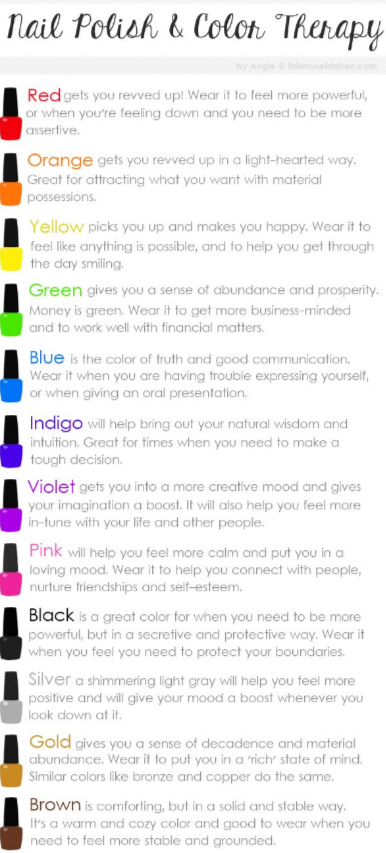 Nail Polish & Color Therapy
by Angie @ thismuseistaken.com
Red gets you revved up! Wear it to feel more powerful,
or when you're feeling down and you need to be more
assertive.
Orange gets you revved up in a light-hearted way.
Great for attracting what you want with material
possessions.
Yellow picks you up and makes you happy. Wear it to
feel like anything is possible, and to help you get through
the day smiling.
Green gives you a sense of abundance and prosperity.
Money is green. Wear it to get more business-minded
and to work well with financial matters.
Blue is the color of truth and good communication.
Wear it when you are having trouble expressing yourself,
or when giving an oral presentation.
Indigo will help bring out your natural wisdom and
intuition. Great for times when you need to make a
tough decision.
Violet gets you into a more creative mood and gives
your imagination a boost. It will also help you feel more
in-tune with your life and other people.
Pink will help you feel more calm and put you in a
loving mood. Wear it to help you connect with people,
nurture friendships and self-esteem.
Black is a great color for when you need to be more
powerful, but in a secretive and protective way. Wear it
when you feel you need to protect your boundaries.
Silver a shimmering light gray will help you feel more
positive and will give your mood a boost whenever you
look down at it.
Gold gives you a sense of decadence and material
abundance. Wear it to put you in a 'rich' state of mind.
Similar colors like bronze and copper do the same.
Brown is comforting, but in a solid and stable way.
It's a warm and cozy color and good to wear when you
need to feel more stable and grounded.